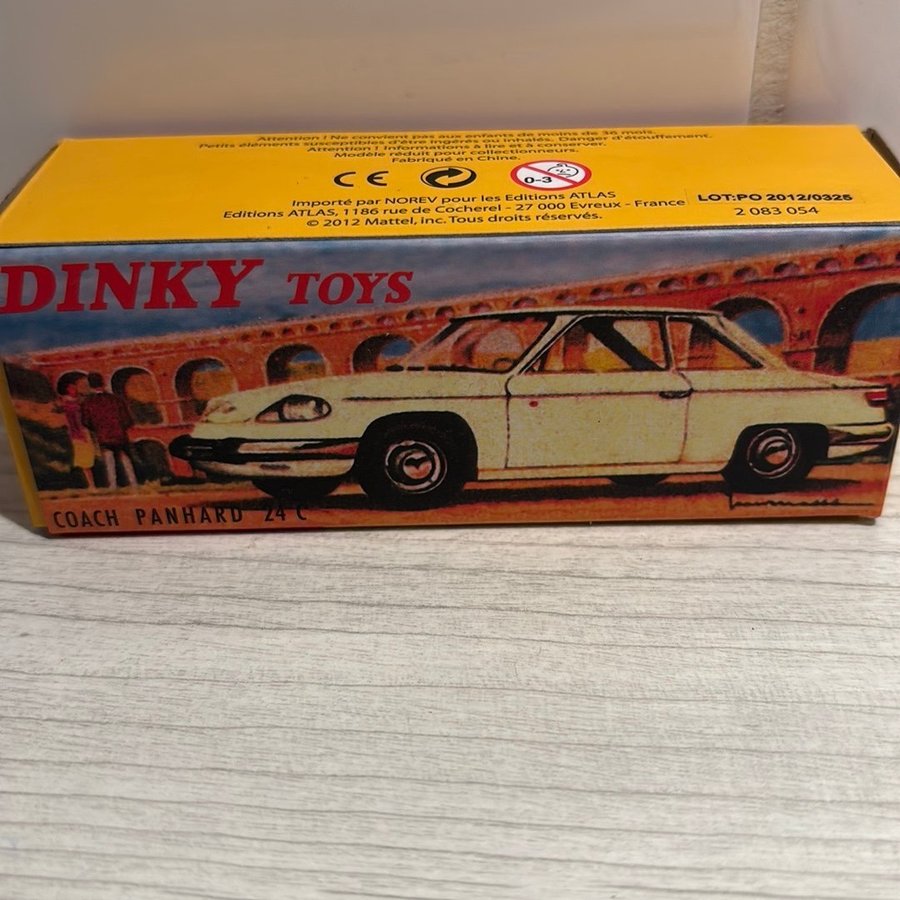 Attention ! Ne convient pas aux enfants de moins de 36 mois.
Petits éléments susceptibles d'être ingérés ou inhalés. Danger d'étouffement.
Attention ! Informations à lire et à conserver.
Modèle réduit pour collectionneurs.
Fabriqué en Chine.
CE
0-3
Importé par NOREV pour les Editions ATLAS
Editions ATLAS, 1186 rue de Cocherel - 27 000 Evreux - France
© 2012 Mattel, inc. Tous droits réservés.
LOT:PO 2012/0325
2 083 054
DINKY TOYS
COACH PANHARD 24 C